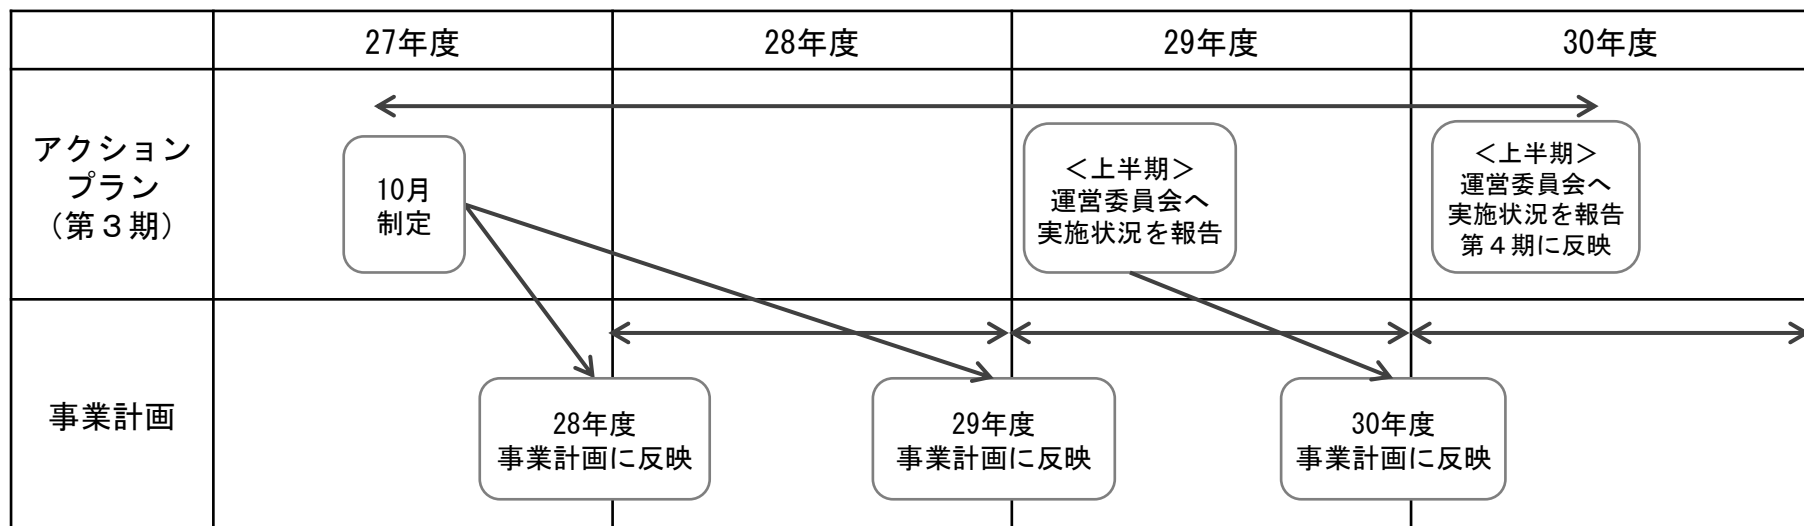 27年度
28年度
29年度
30年度
アクション
プラン
（第３期）
10月
制定
＜上半期＞
運営委員会へ
実施状況を報告
＜上半期＞
運営委員会へ
実施状況を報告
第４期に反映
事業計画
28年度
事業計画に反映
29年度
事業計画に反映
30年度
事業計画に反映